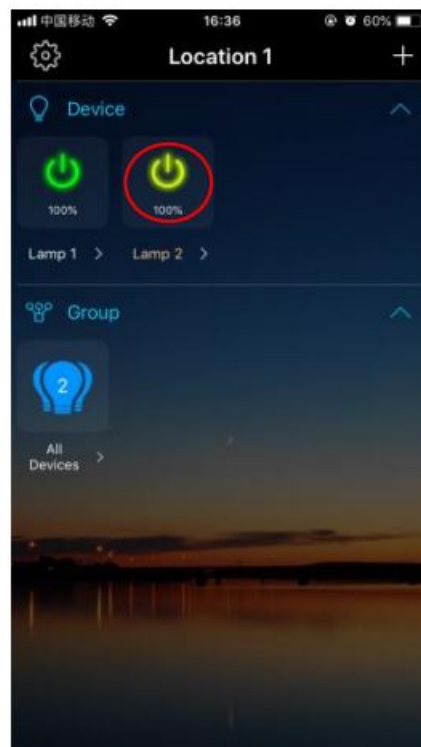 中国移动 16:36 60%
Location 1
Device
100% 100%
Lamp 1 Lamp 2
Group
2
All
Devices